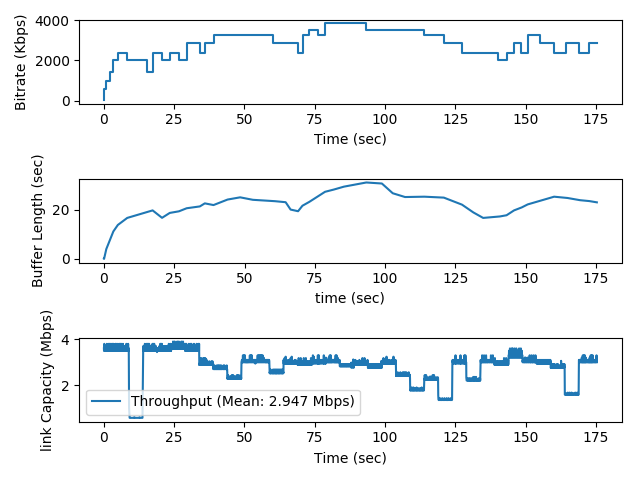 Bitrate (Kbps)
4000
2000
0
0 25 50 75 100 125 150 175
Time (sec)
Buffer Length (sec)
20
0
0 25 50 75 100 125 150 175
time (sec)
link Capacity (Mbps)
4
2
Throughput (Mean: 2.947 Mbps)
0 25 50 75 100 125 150 175
Time (sec)